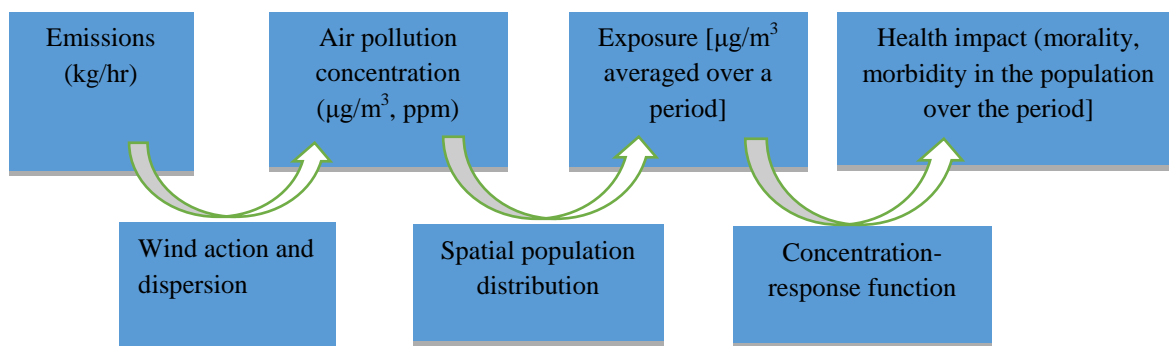 Emissions
(kg/hr)
Air pollution
concentration
(μg/m³, ppm)
Exposure [μg/m³
averaged over a
period]
Health impact (morality,
morbidity in the population
over the period]
Wind action and
dispersion
Spatial population
distribution
Concentration-
response function